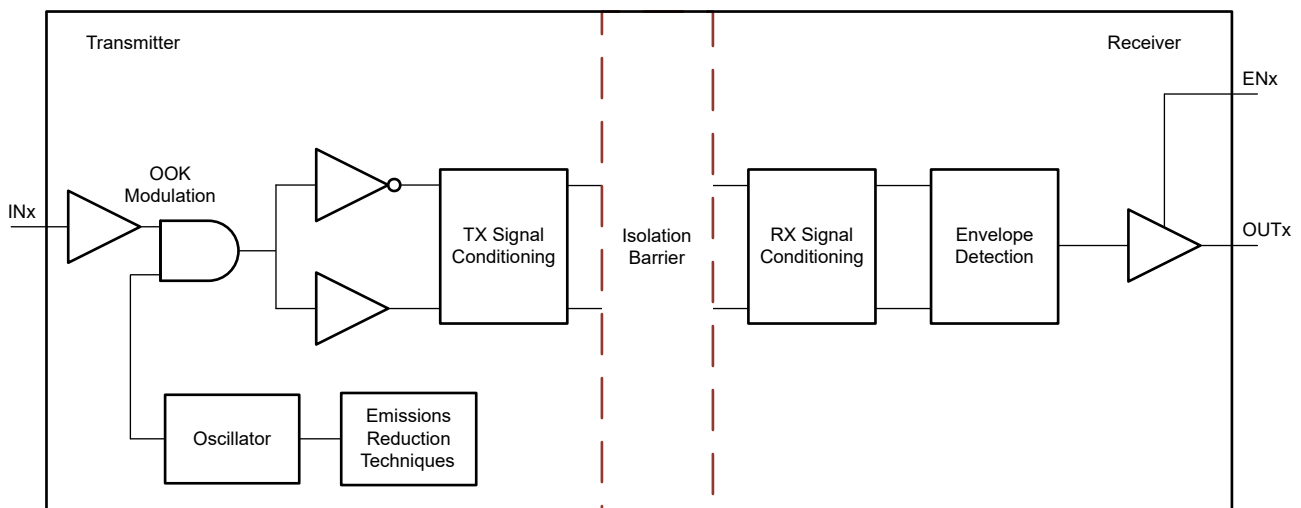 Transmitter
Receiver
ENx
OOK
Modulation
INx
TX Signal
Conditioning
Isolation
Barrier
RX Signal
Conditioning
Envelope
Detection
OUTx
Oscillator
Emissions
Reduction
Techniques